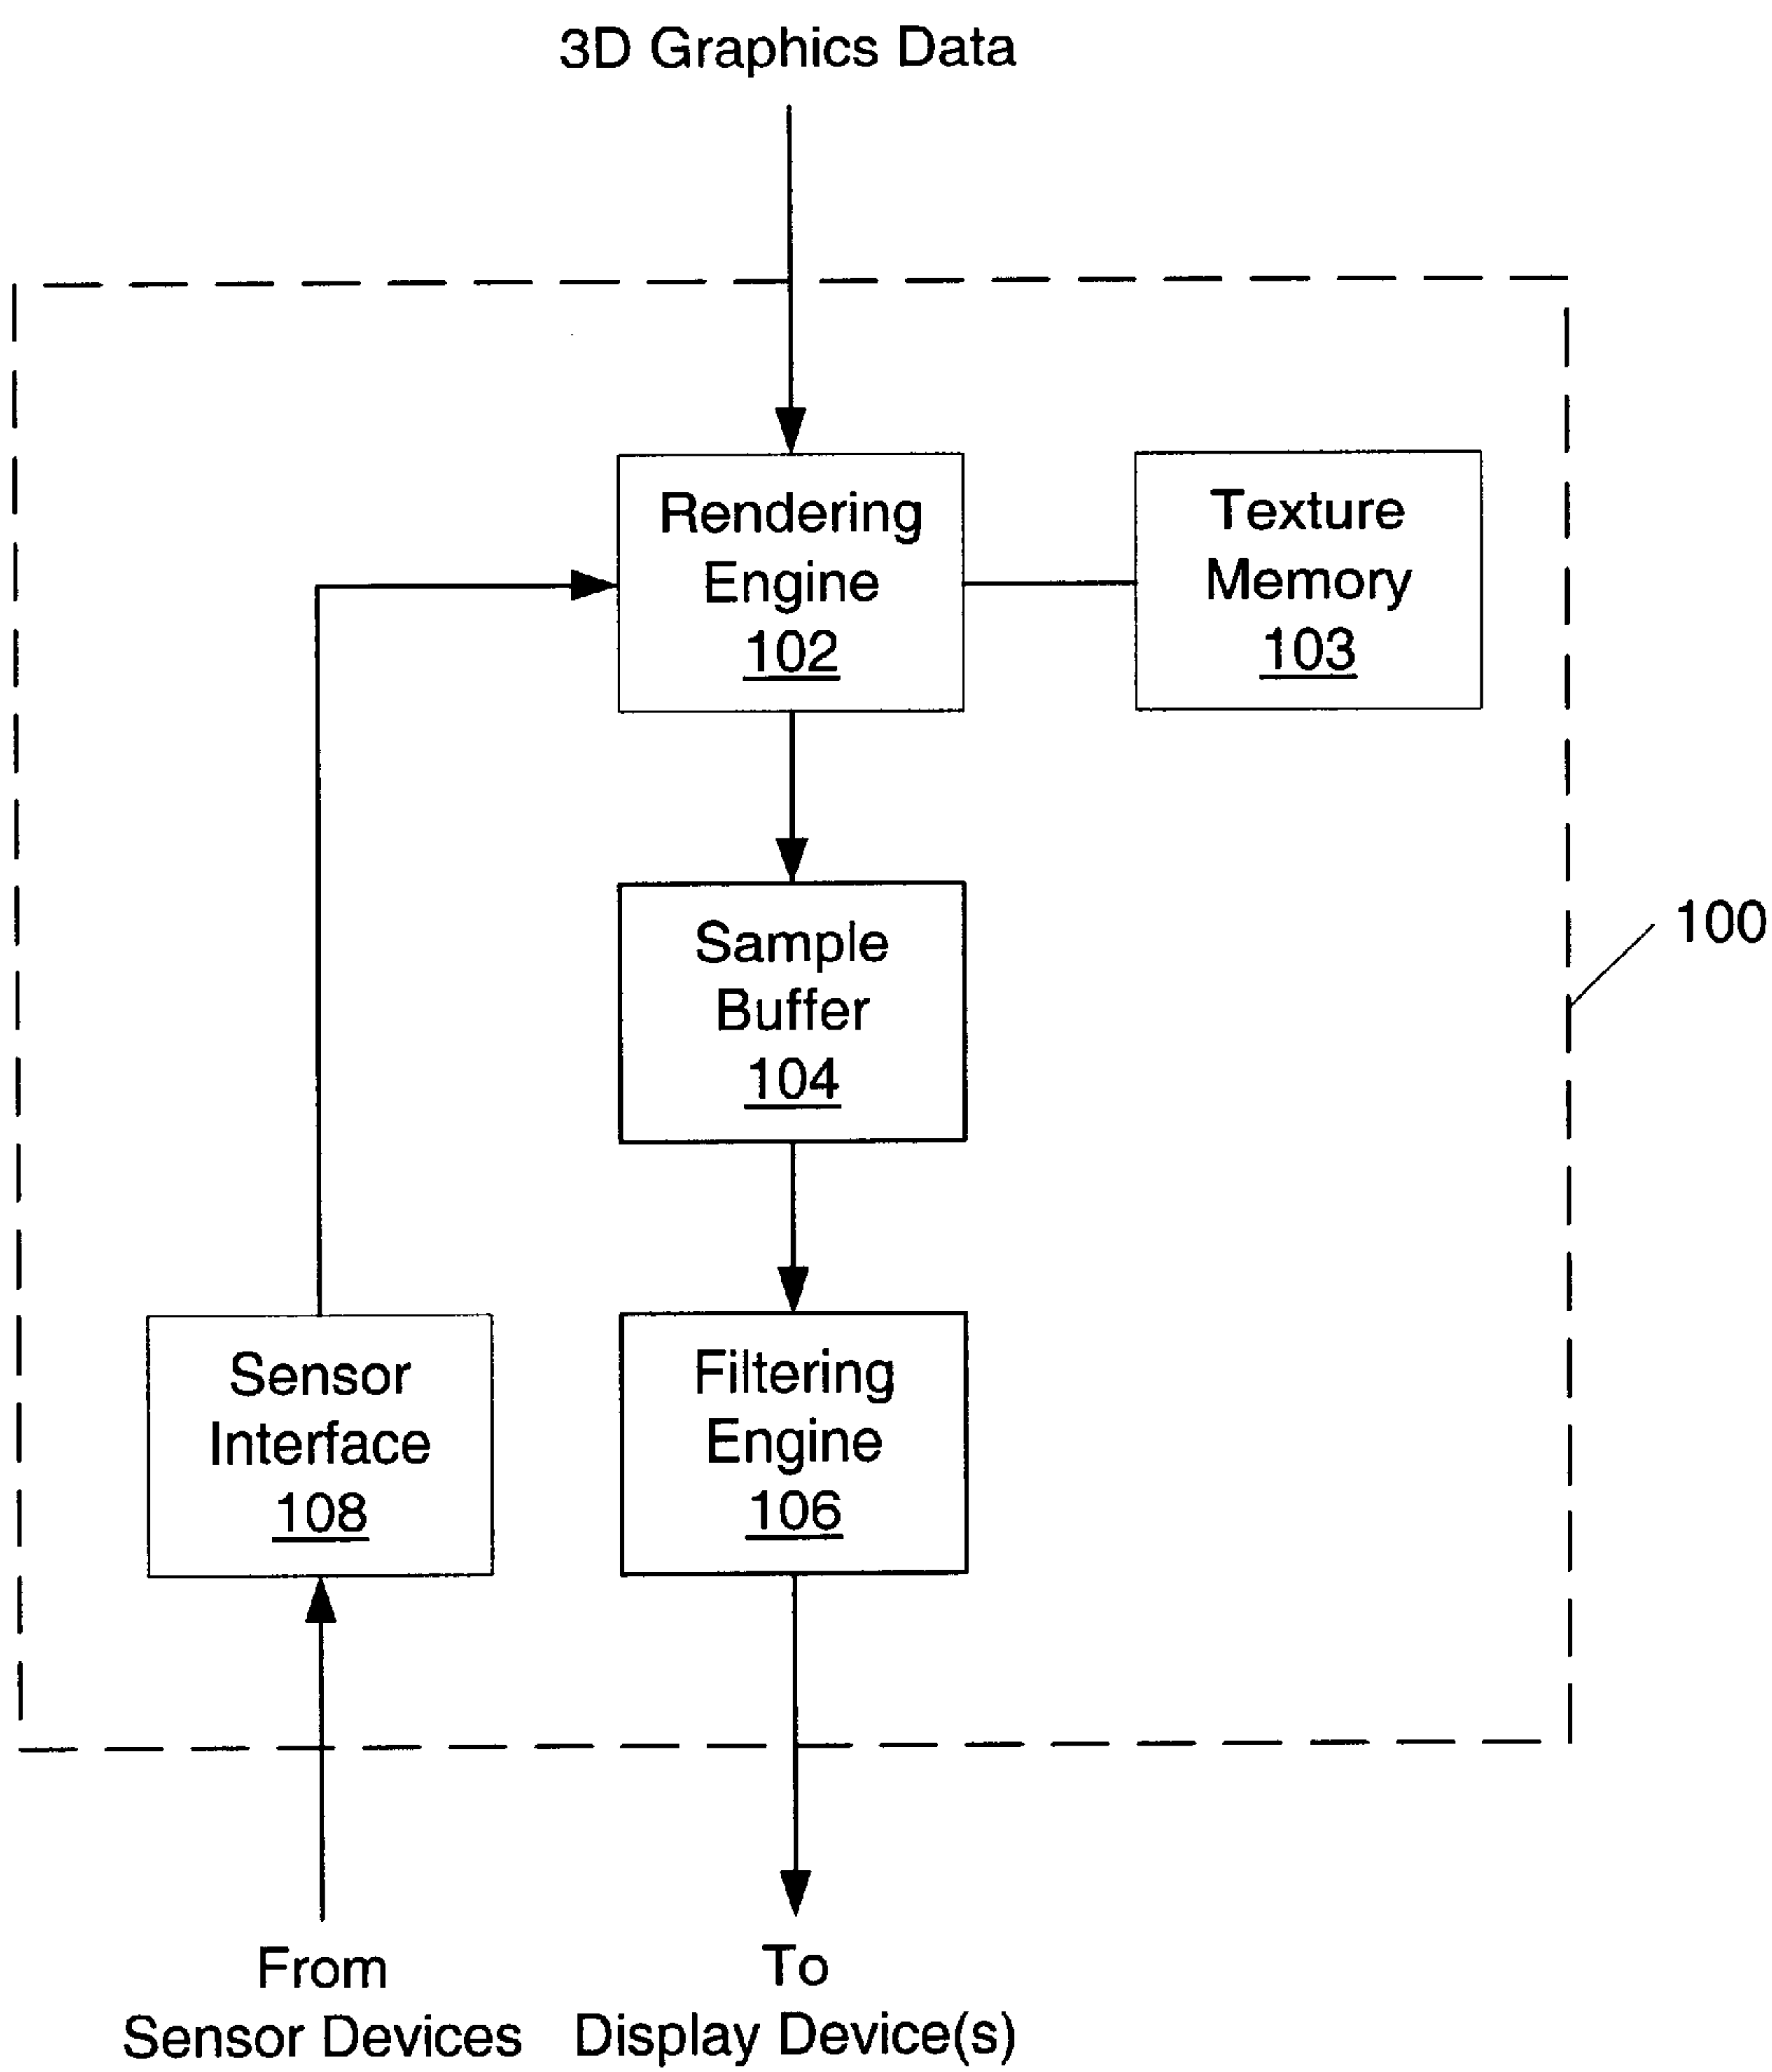 3D Graphics Data
Rendering
Engine
102
Texture
Memory
103
Sample
Buffer
104
100
Sensor
Interface
108
Filtering
Engine
106
From
Sensor Devices
To
Display Device(s)